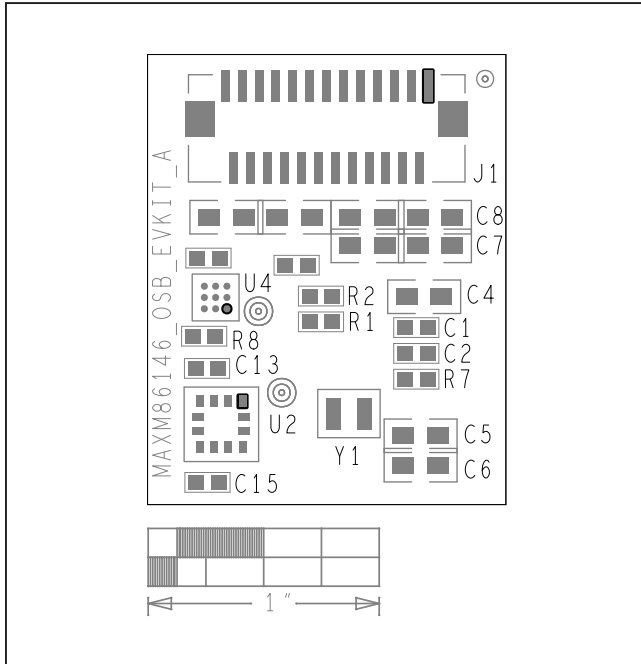 MAXM86146_OSB_EVKIT_A
J1
C8
C7
U4
R2
C4
R1
C1
R8
C2
C13
R7
U2
Y1
C5
C6
C15
1"